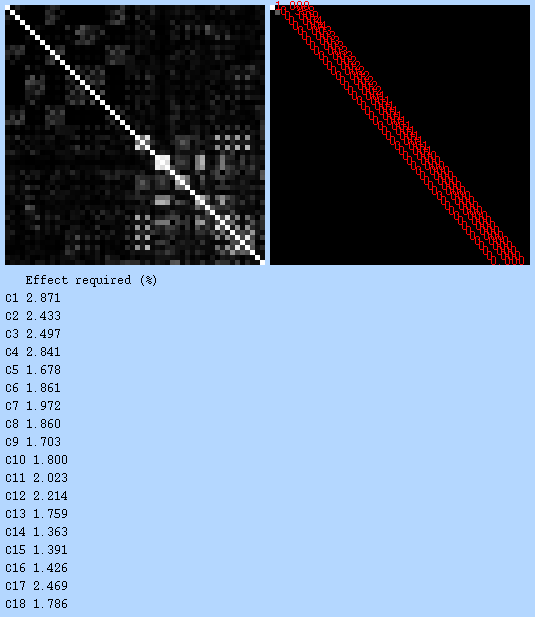 Effect required (%)
C1 2.871
C2 2.433
C3 2.497
C4 2.841
C5 1.678
C6 1.861
C7 1.972
C8 1.860
C9 1.703
C10 1.800
C11 2.023
C12 2.214
C13 1.759
C14 1.363
C15 1.391
C16 1.426
C17 2.469
C18 1.786